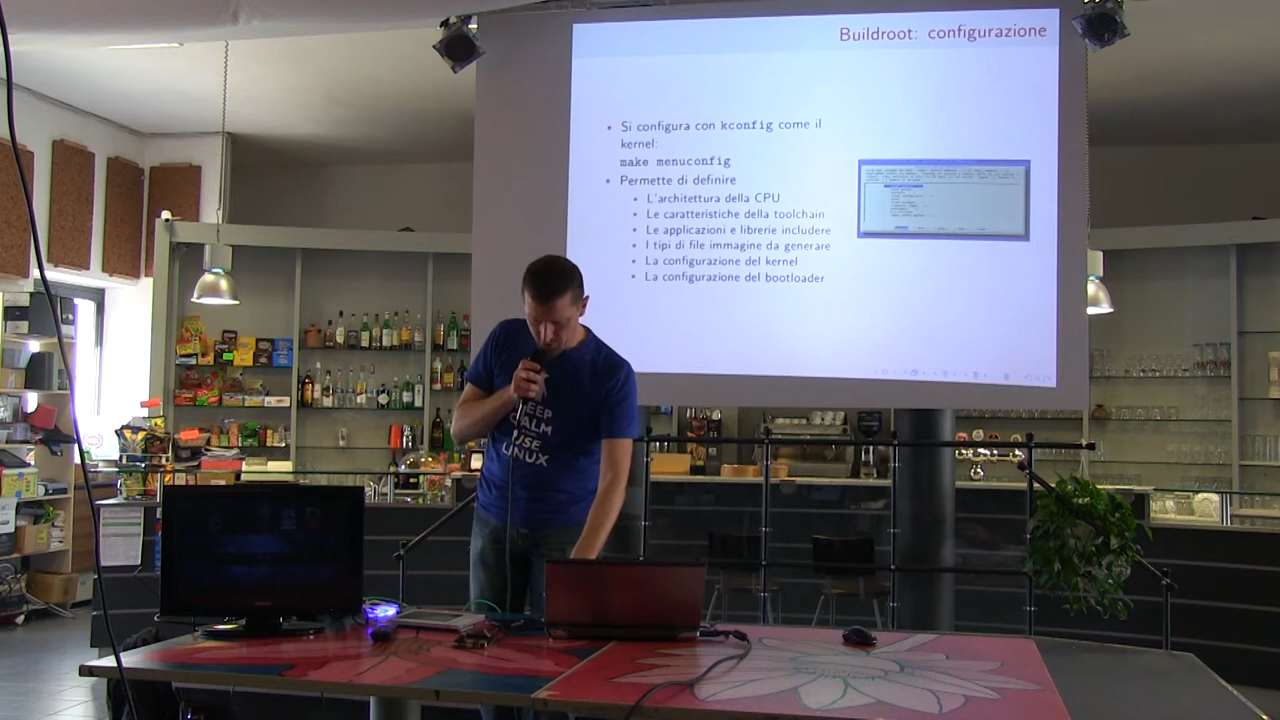 Buildroot: configurazione
Si configura con kconfig come il
kernel:
make menuconfig
Permette di definire
L'architettura della CPU
Le caratteristiche della toolchain
Le applicazioni e librerie includere
I tipi di file immagine da generare
La configurazione del kernel
La configurazione del bootloader
KEEP
CALM
USE
LINUX